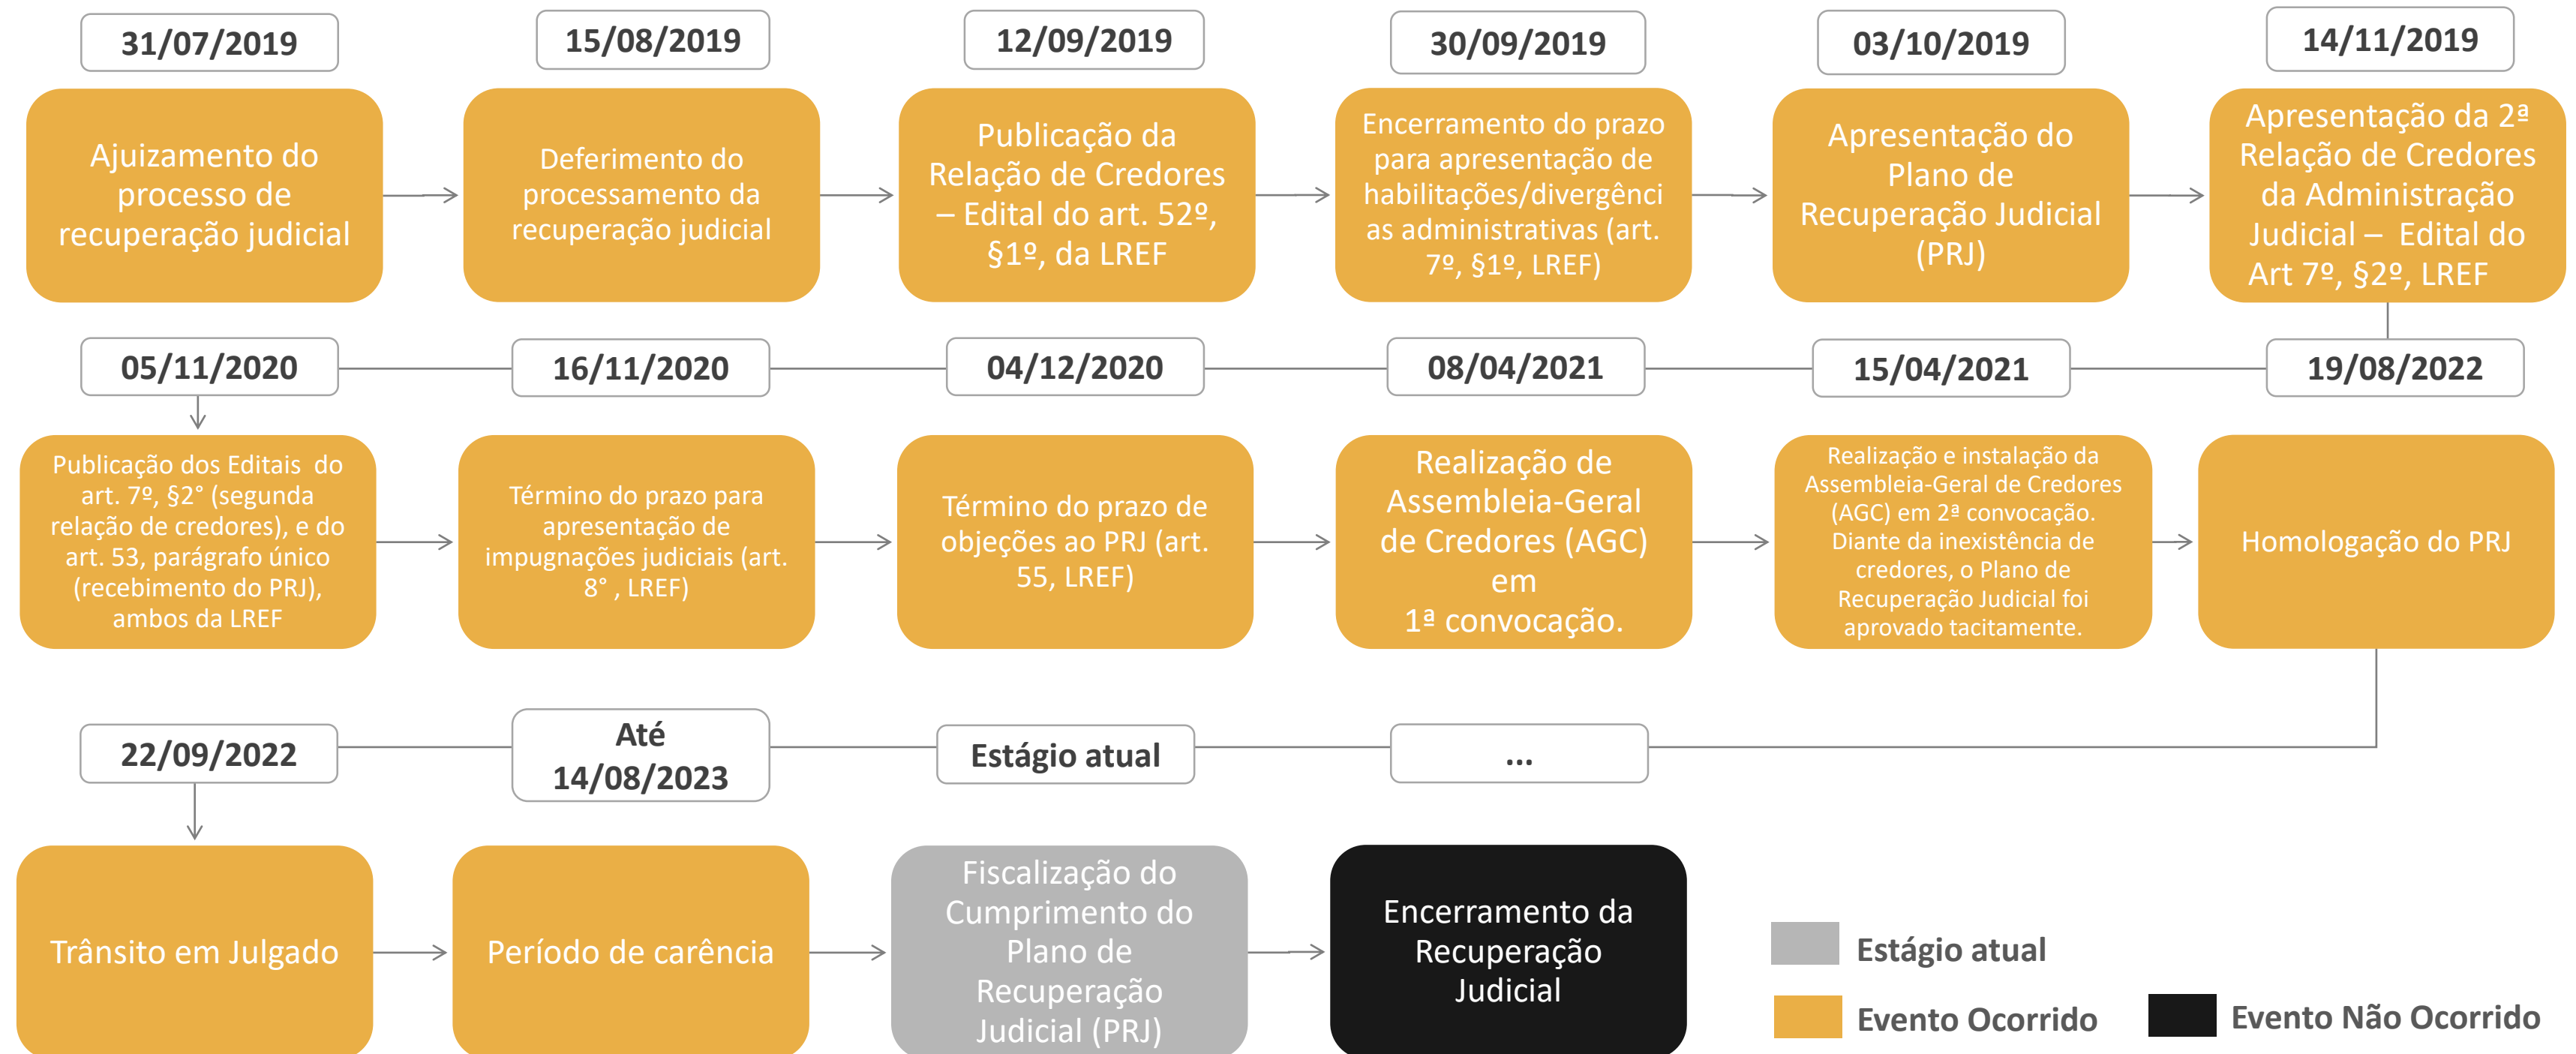 31/07/2019
Ajuizamento do
processo de
recuperação judicial
15/08/2019
Deferimento do
processamento da
recuperação judicial
12/09/2019
Publicação da
Relação de Credores
– Edital do art. 52º,
§1º, da LREF
30/09/2019
Encerramento do prazo
para apresentação de
habilitações/divergênci
as administrativas (art.
7º, §1º, LREF)
03/10/2019
Apresentação do
Plano de
Recuperação Judicial
(PRJ)
14/11/2019
Apresentação da 2ª
Relação de Credores
da Administração
Judicial – Edital do
Art 7º, §2º, LREF
05/11/2020
Publicação dos Editais do
art. 7º, §2° (segunda
relação de credores), e do
art. 53, parágrafo único
(recebimento do PRJ),
ambos da LREF
16/11/2020
Término do prazo para
apresentação de
impugnações judiciais (art.
8° , LREF)
04/12/2020
Término do prazo de
objeções ao PRJ (art.
55, LREF)
08/04/2021
Realização de
Assembleia-Geral
de Credores (AGC)
em
1ª convocação.
15/04/2021
Realização e instalação da
Assembleia-Geral de Credores
(AGC) em 2ª convocação.
Diante da inexistência de
credores, o Plano de
Recuperação Judicial foi
aprovado tacitamente.
19/08/2022
Homologação do PRJ
22/09/2022
Trânsito em Julgado
Até
14/08/2023
Período de carência
Estágio atual
Fiscalização do
Cumprimento do
Plano de
Recuperação
Judicial (PRJ)
...
Encerramento da
Recuperação
Judicial
Estágio atual
Evento Ocorrido
Evento Não Ocorrido